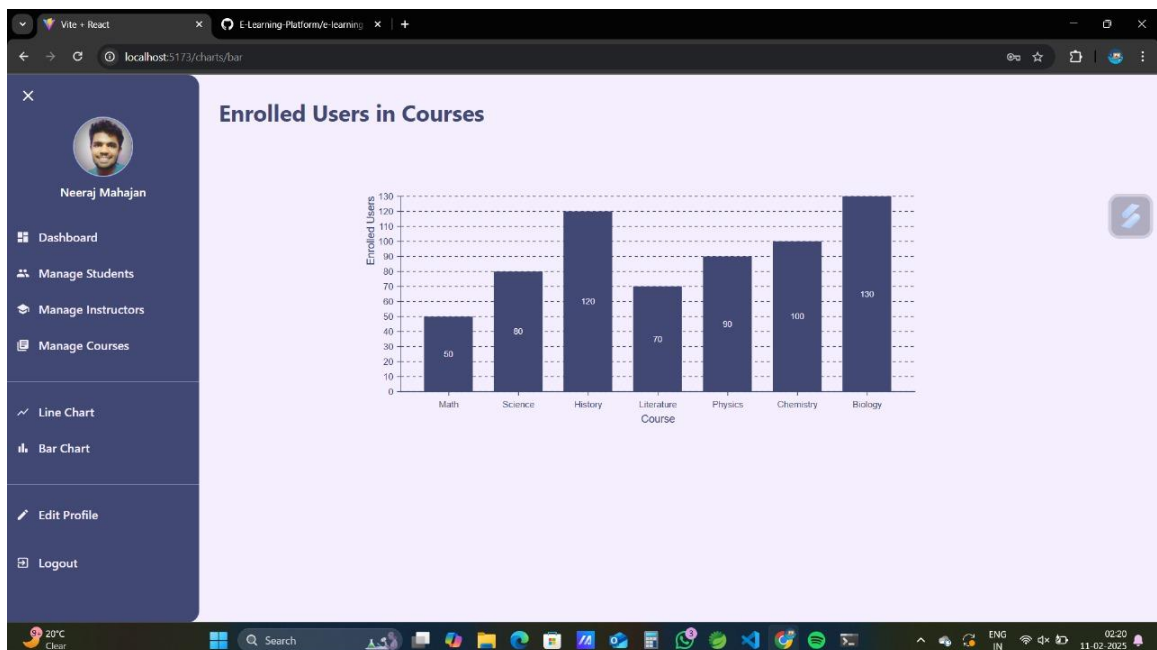 Vite + React
E-Learning-Platform/e-learning
localhost:5173/charts/bar
Neeraj Mahajan
Dashboard
Manage Students
Manage Instructors
Manage Courses
Line Chart
Bar Chart
Edit Profile
Logout
Enrolled Users in Courses
Enrolled Users
130
120
110
100
90
80
70
60
50
40
30
20
10
0
50
80
120
70
90
100
130
Math Science History Literature Physics Chemistry Biology
Course
9+
20°C
Clear
Search
3
ENG
IN
02:20
11-02-2025